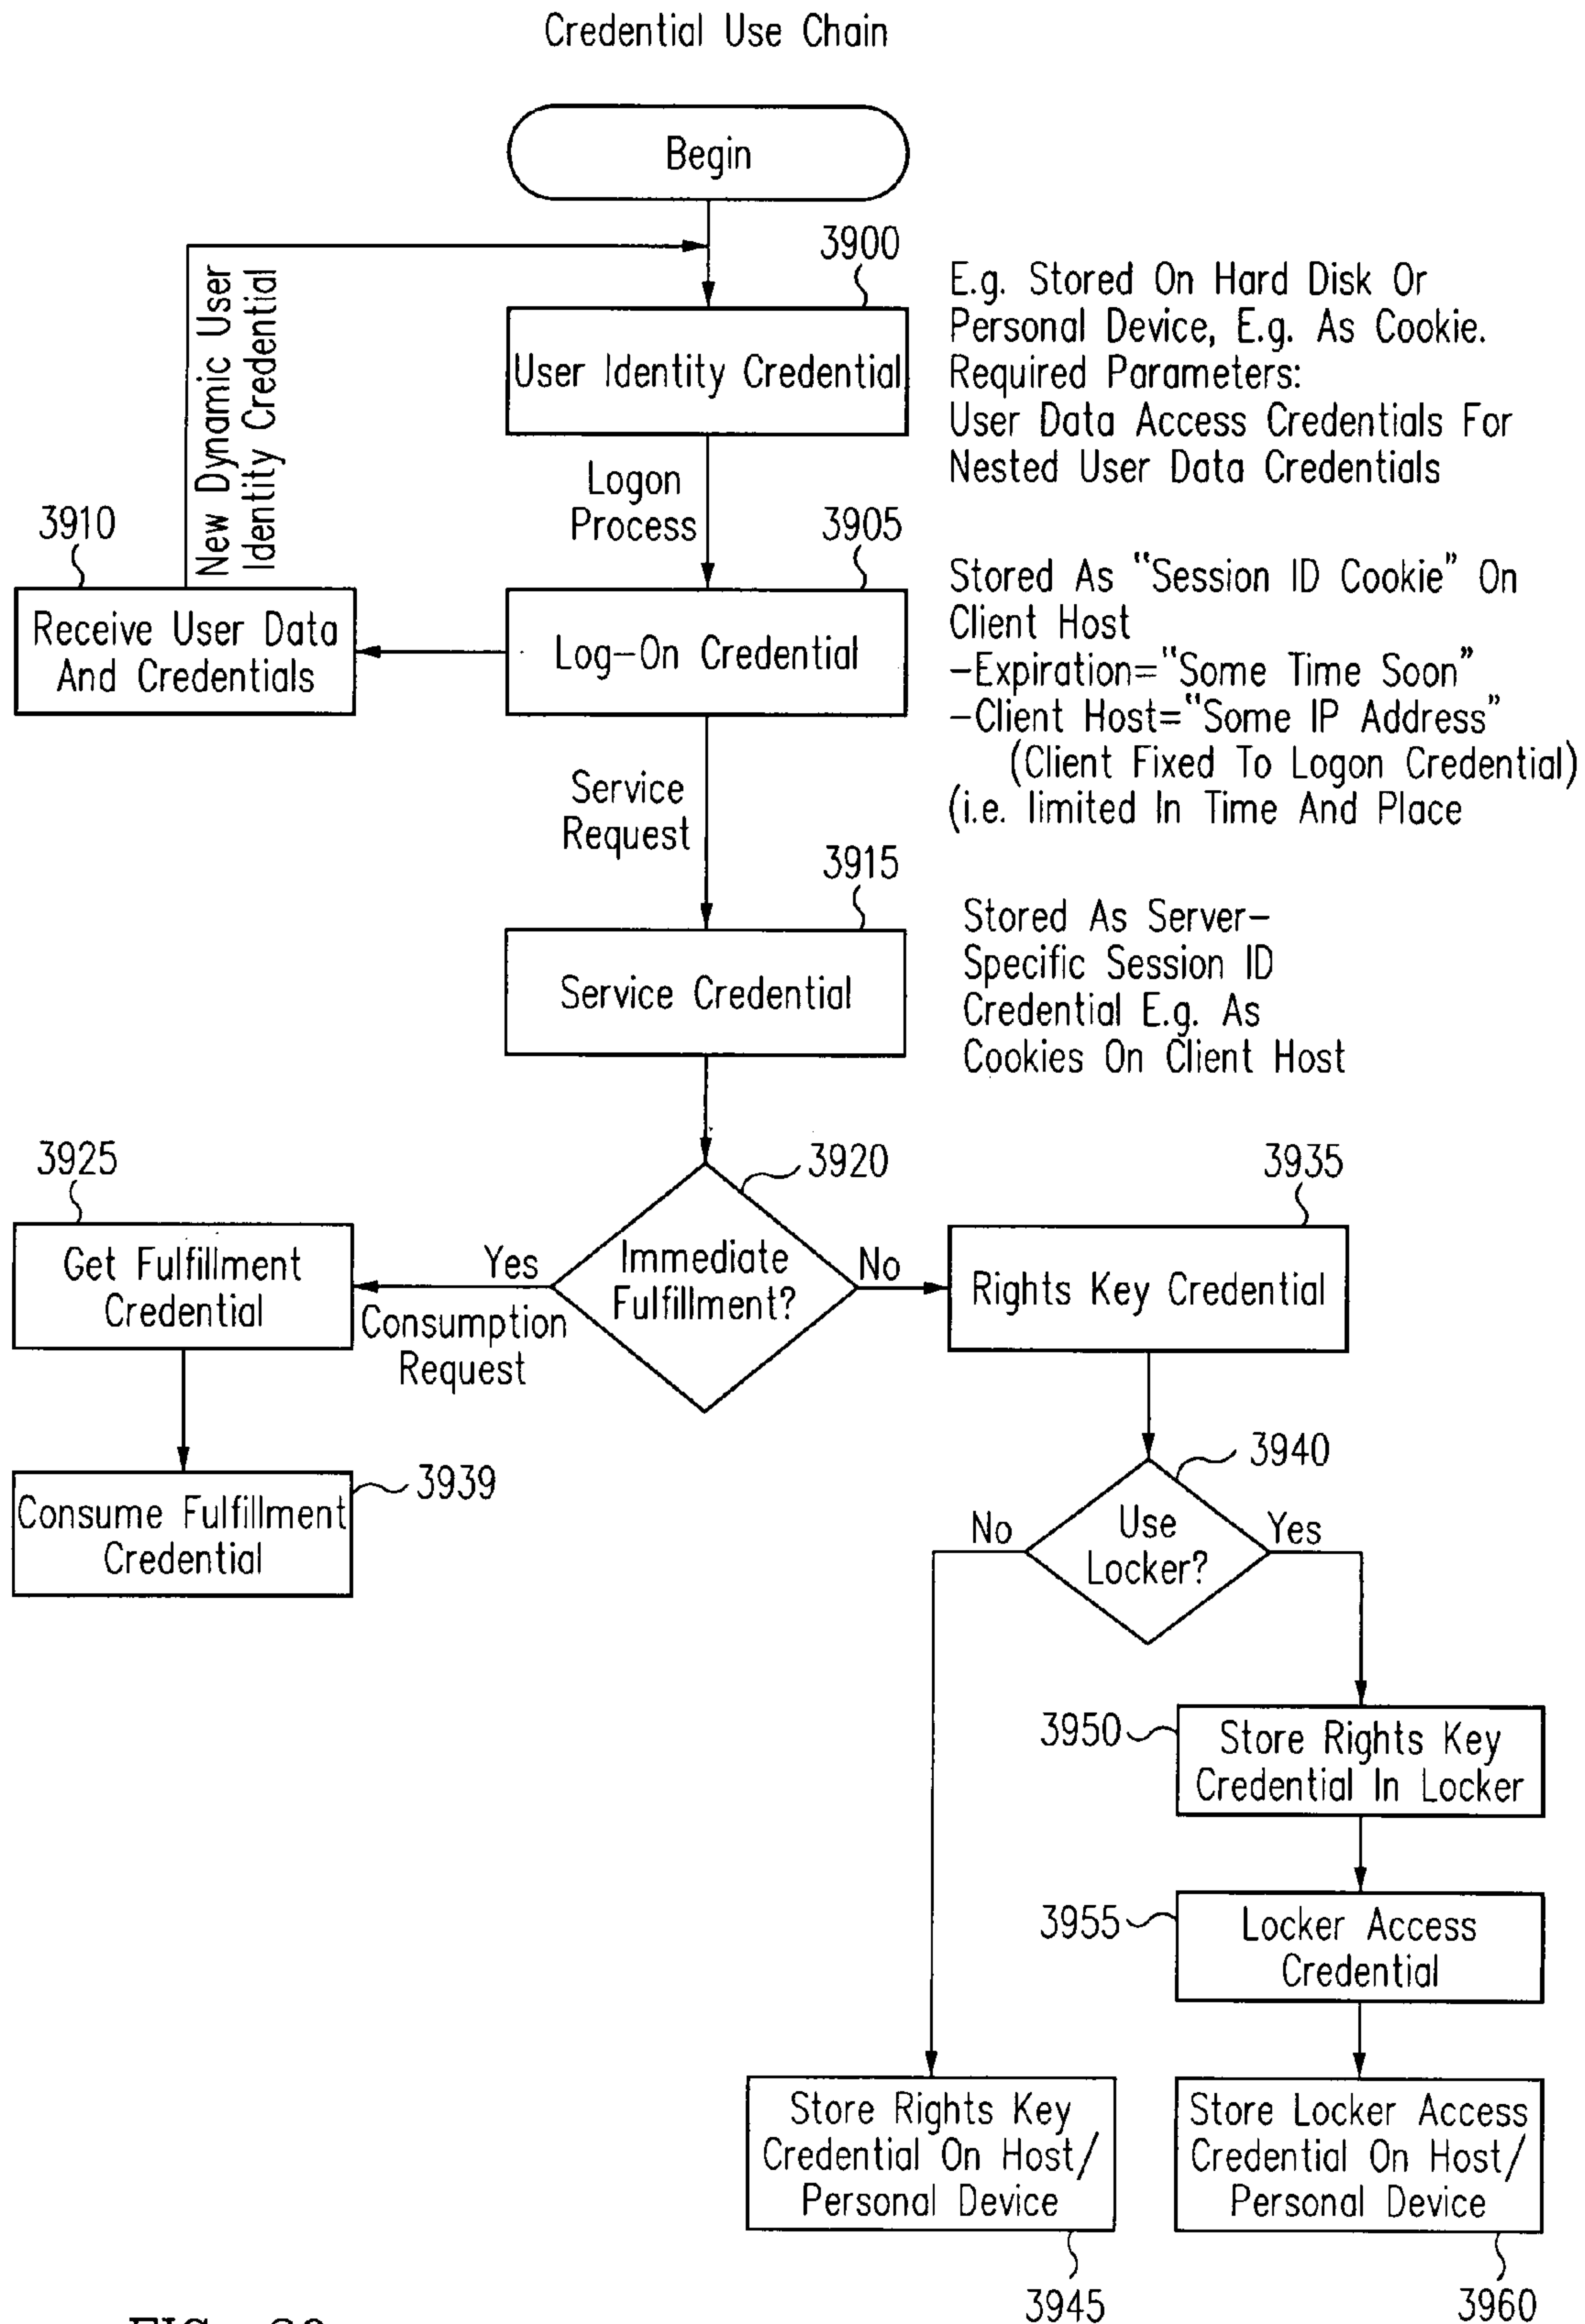 Credential Use Chain
Begin
3900
New Dynamic User
Identity Credential
User Identity Credential
E.g. Stored On Hard Disk Or
Personal Device, E.g. As Cookie.
Required Parameters:
User Data Access Credentials For
Nested User Data Credentials
Logon
Process
3910
3905
Receive User Data
And Credentials
Log-On Credential
Stored As "Session ID Cookie" On
Client Host
-Expiration="Some Time Soon"
-Client Host="Some IP Address"
(Client Fixed To Logon Credential)
(i.e. limited In Time And Place
Service
Request
3915
Service Credential
Stored As Server-
Specific Session ID
Credential E.g. As
Cookies On Client Host
3925
3920
3935
Get Fulfillment
Credential
Yes
Consumption
Request
Immediate
Fulfillment?
No
Rights Key Credential
3939
Consume Fulfillment
Credential
3940
No
Use
Locker?
Yes
3950
Store Rights Key
Credential In Locker
3955
Locker Access
Credential
Store Rights Key
Credential On Host/
Personal Device
Store Locker Access
Credential On Host/
Personal Device
3945
3960